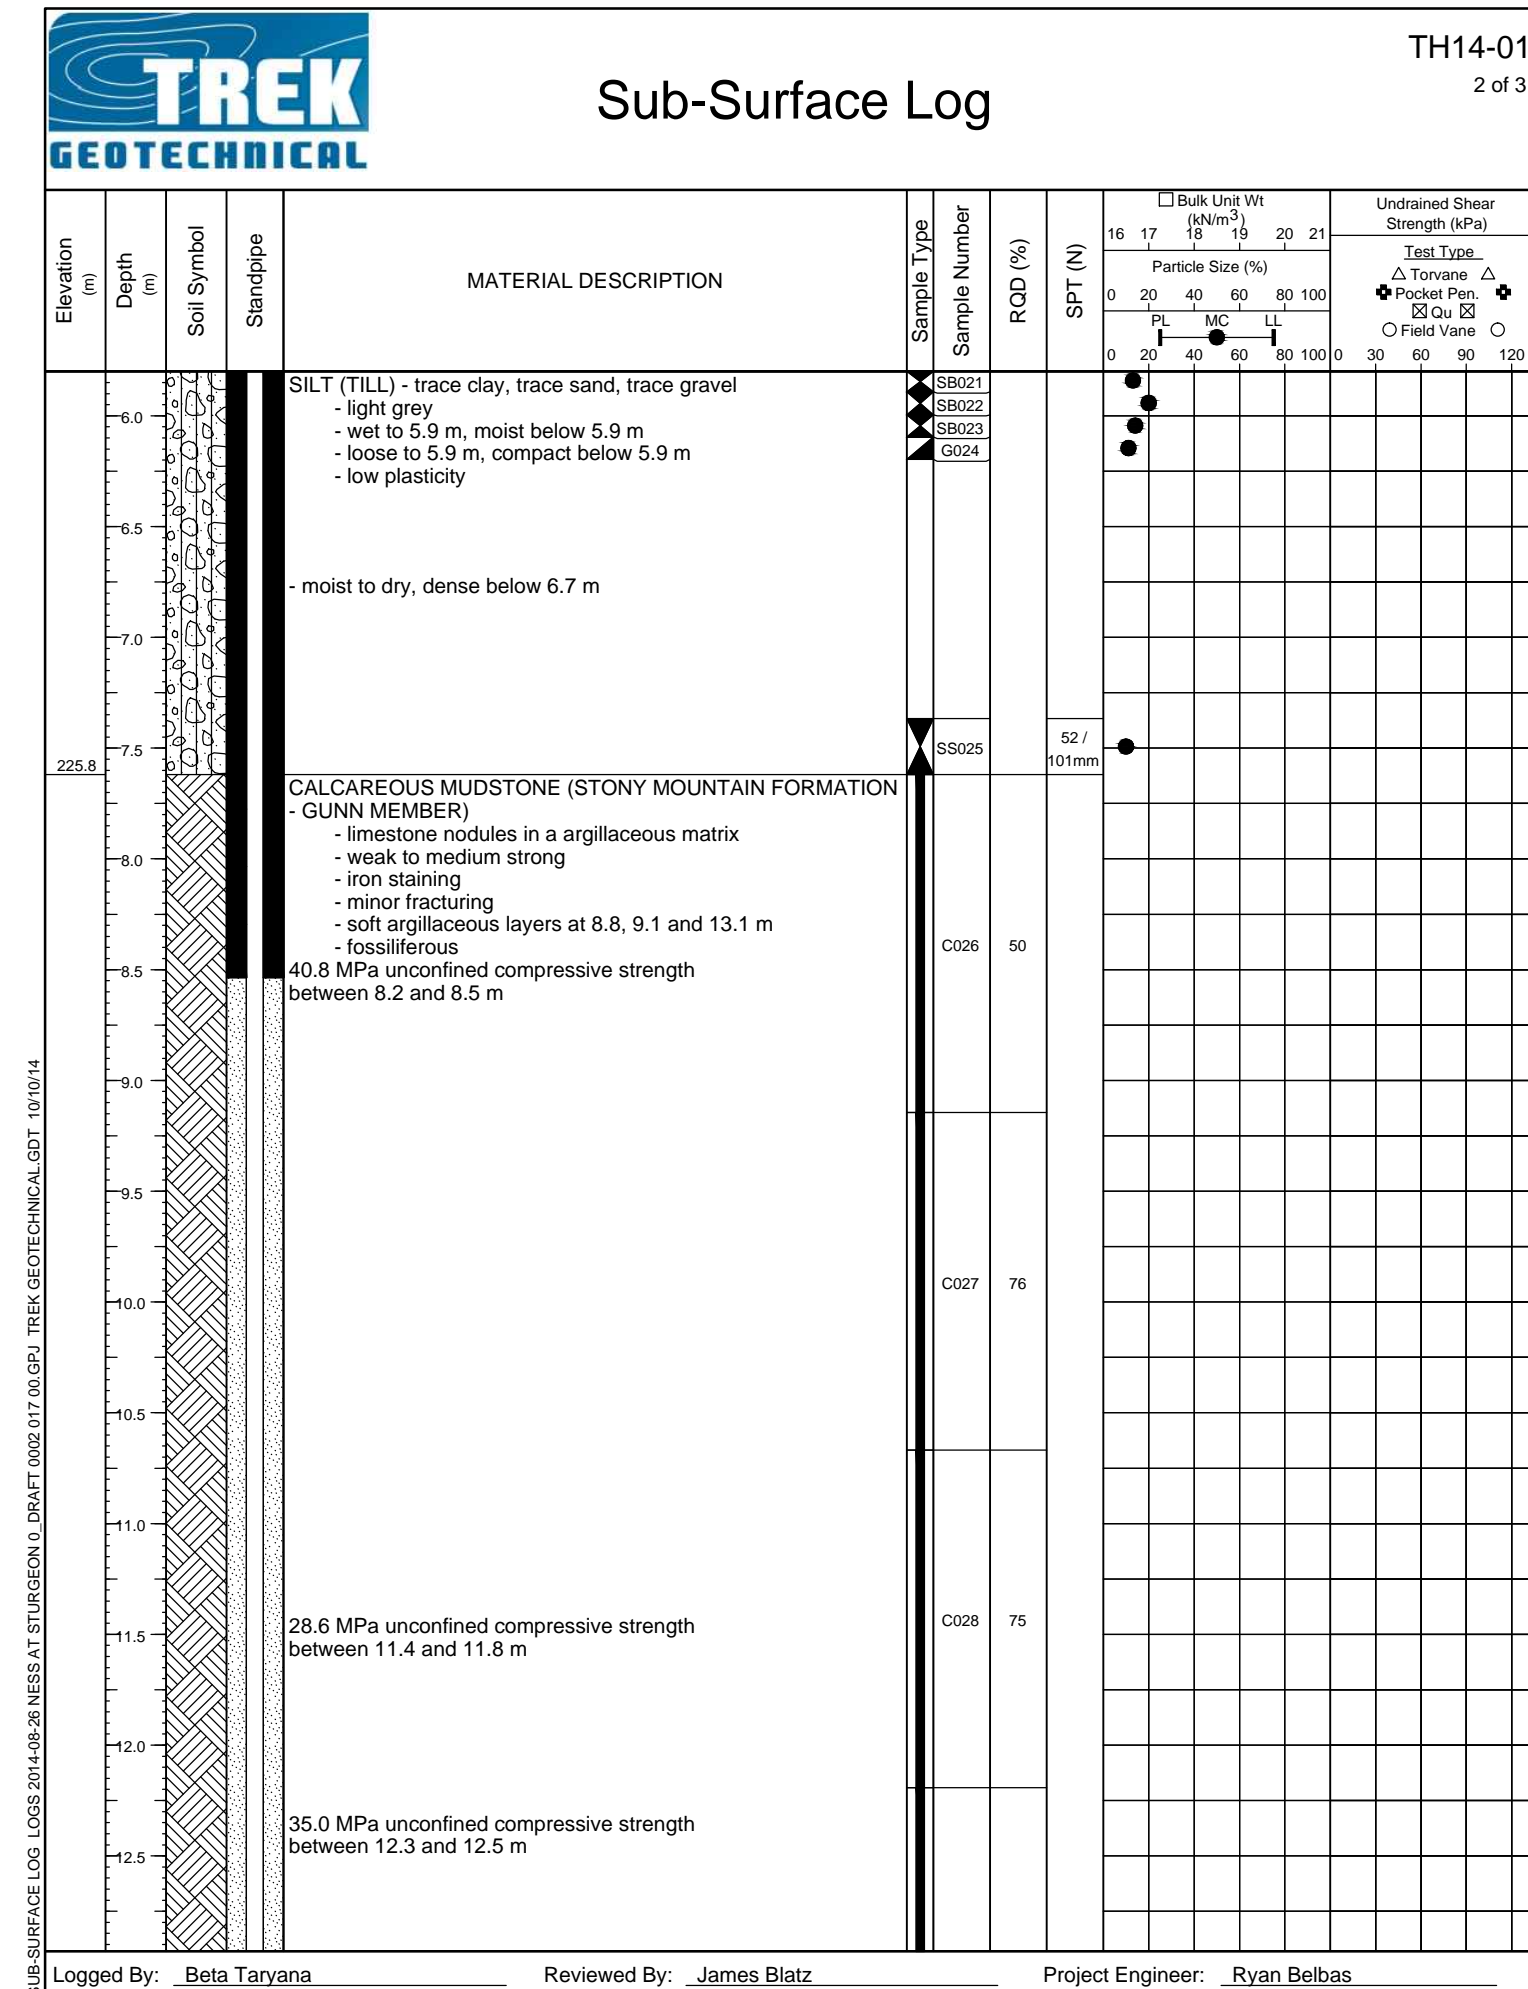 TREK
GEOTECHNICAL
Sub-Surface Log
TH14-01
2 of 3
Elevation
(m)
Depth
(m)
Soil Symbol
Standpipe
MATERIAL DESCRIPTION
Sample Type
Sample Number
RQD (%)
SPT (N)
Bulk Unit Wt
(kN/m3)
16 17 18 19 20 21
Particle Size (%)
0 20 40 60 80 100
PL MC LL
0 20 40 60 80 100
Undrained Shear
Strength (kPa)
Test Type
Torvane
Pocket Pen.
Qu
Field Vane
0 30 60 90 120
SILT (TILL) - trace clay, trace sand, trace gravel
- light grey
- wet to 5.9 m, moist below 5.9 m
- loose to 5.9 m, compact below 5.9 m
- low plasticity
SB021
SB022
SB023
G024
6.0
6.5
- moist to dry, dense below 6.7 m
7.0
7.5
SS025
52 /
101mm
225.8
CALCAREOUS MUDSTONE (STONY MOUNTAIN FORMATION
- GUNN MEMBER)
- limestone nodules in a argillaceous matrix
- weak to medium strong
- iron staining
- minor fracturing
- soft argillaceous layers at 8.8, 9.1 and 13.1 m
- fossiliferous
40.8 MPa unconfined compressive strength
between 8.2 and 8.5 m
8.0
8.5
C026 50
9.0
9.5
10.0
C027 76
10.5
11.0
11.5
28.6 MPa unconfined compressive strength
between 11.4 and 11.8 m
C028 75
12.0
35.0 MPa unconfined compressive strength
between 12.3 and 12.5 m
12.5
SUB-SURFACE LOG LOGS 2014-08-26 NESS AT STURGEON 0_DRAFT 0002 017 00.GPJ TREK GEOTECHNICAL.GDT 10/10/14
Logged By: Beta Taryana
Reviewed By: James Blatz
Project Engineer: Ryan Belbas